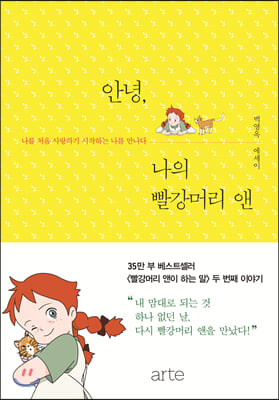 안녕,
백영옥 에세이
나를 처음 사랑하기 시작하는 나를 만나다
나의
빨강머리 앤
35만 부 베스트셀러
〈빨강머리 앤이 하는 말〉 두 번째 이야기
“내 맘대로 되는 것
하나 없던 날,
다시 빨강머리 앤을 만났다!”
arte